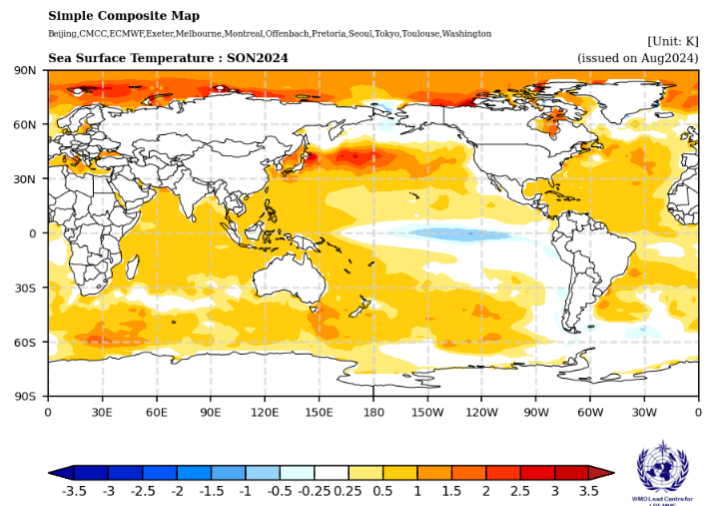 Simple Composite Map
Beijing,CMCC,ECMWF,Exeter,Melbourne,Montreal,Offenbach,Pretoria,Seoul,Tokyo,Toulouse,Washington
[Unit: K]
Sea Surface Temperature : SON2024
(issued on Aug2024)
90N
60N
30N
0
30S
60S
90S
0 30E 60E 90E 120E 150E 180 150W 120W 90W 60W 30W 0
-3.5 -3 -2.5 -2 -1.5 -1 -0.5 -0.25 0.25 0.5 1 1.5 2 2.5 3 3.5
WMO Lead Centre for